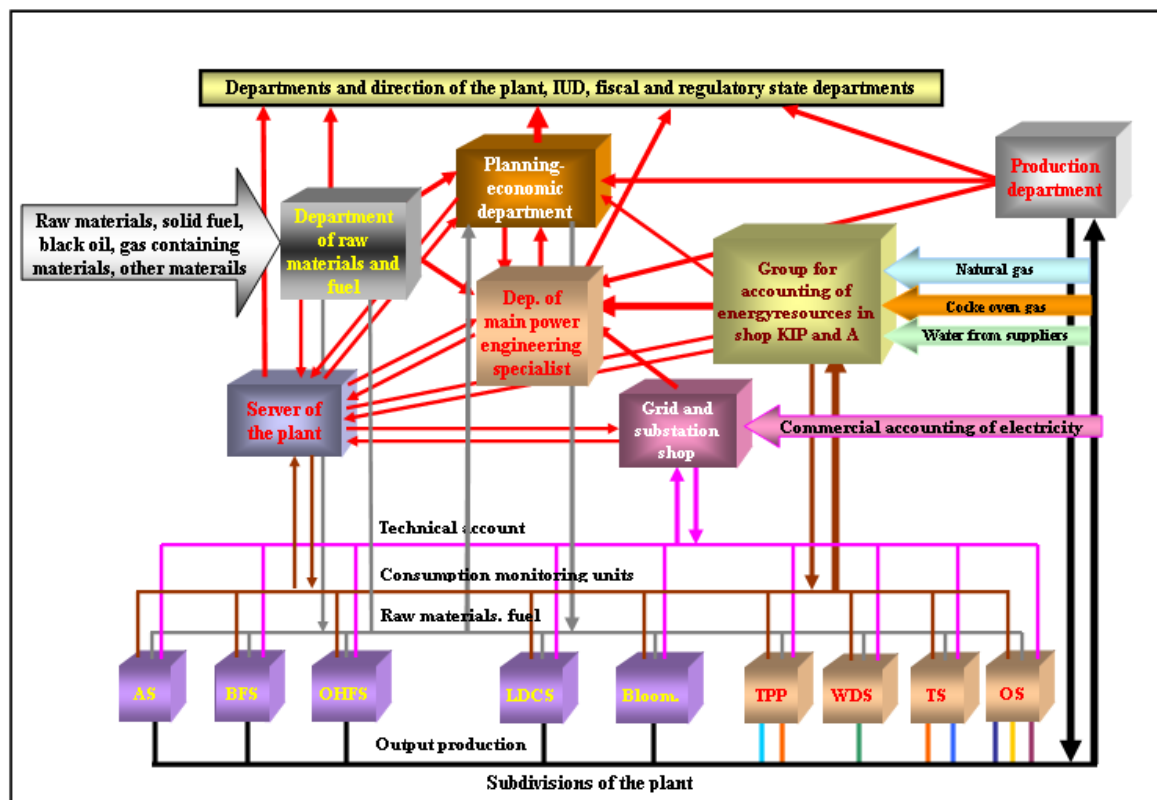 Departments and direction of the plant, IUD, fiscal and regulatory state departments
Planning-
economic
department
Production
department
Raw materials, solid fuel,
black oil, gas containing
materials, other materails
Department
of raw
materials and
fuel
Group for
accounting of
energyresources in
shop KIP and A
Natural gas
Cocke oven gas
Water from suppliers
Dep. of
main power
engineering
specialist
Server of
the plant
Grid and
substation
shop
Commercial accounting of electricity
Technical account
Consumption monitoring units
Raw materials. fuel
AS
BFS
OHFS
LDCS
Bloom.
TPP
WDS
TS
OS
Output production
Subdivisions of the plant